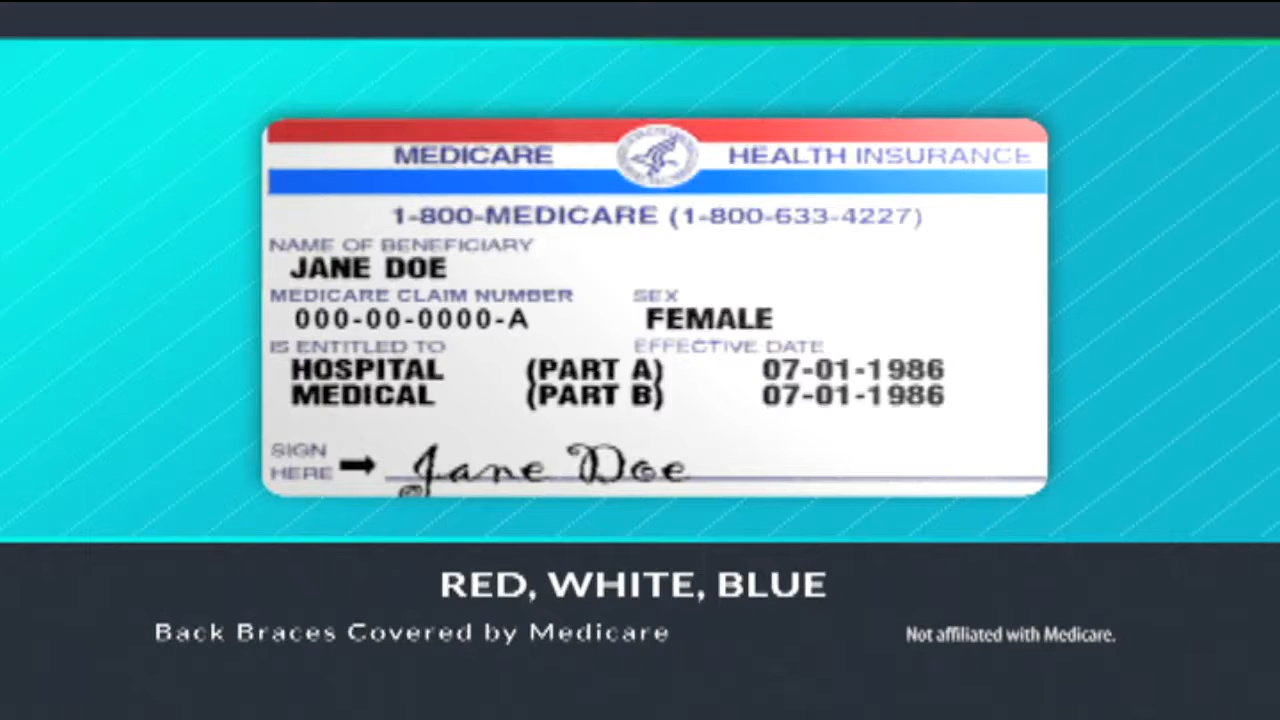 MEDICARE HEALTH INSURANCE
1-800-MEDICARE (1-800-633-4227)
NAME OF BENEFICIARY
JANE DOE
MEDICARE CLAIM NUMBER SEX
000-00-0000-A FEMALE
IS ENTITLED TO EFFECTIVE DATE
HOSPITAL (PART A) 07-01-1986
MEDICAL (PART B) 07-01-1986
SIGN
HERE Jane Doe
RED, WHITE, BLUE
Back Braces Covered by Medicare Not affiliated with Medicare.